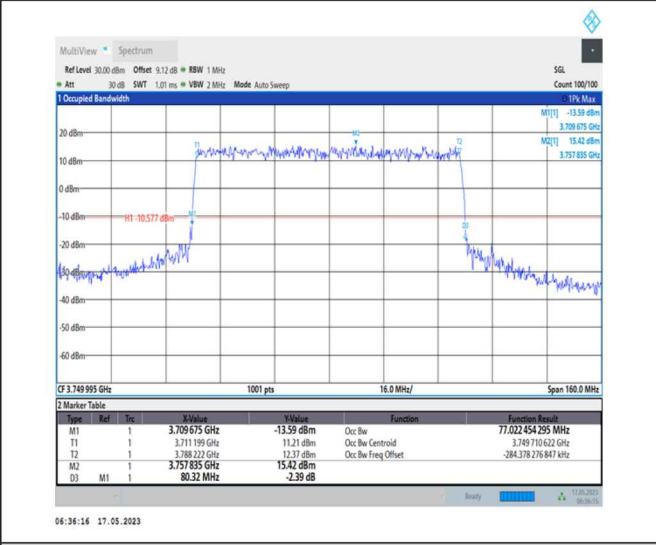 MultiView Spectrum
Ref Level 30.00 dBm Offset 9.12 dB RBW 1 MHz SGL
Att 30 dB SWT 1.01 ms VBW 2 MHz Mode Auto Sweep Count 100/100
1 Occupied Bandwidth 1Pk Max
M1[1] -13.59 dBm
3.709 675 GHz
M2[1] 15.42 dBm
3.757 835 GHz
20 dBm
M2
T1
T2
10 dBm
0 dBm
-10 dBm
H1 -10.577 dBm
M1
D3
-20 dBm
-30 dBm
-40 dBm
-50 dBm
-60 dBm
CF 3.749 995 GHz 1001 pts 16.0 MHz/ Span 160.0 MHz
2 Marker Table
Type Ref Trc X-Value Y-Value Function Function Result
M1 1 3.709 675 GHz -13.59 dBm Occ Bw 77.022 454 295 MHz
T1 1 3.711 199 GHz 11.21 dBm Occ Bw Centroid 3.749 710 622 GHz
T2 1 3.788 222 GHz 12.37 dBm Occ Bw Freq Offset -284.378 276 847 kHz
M2 1 3.757 835 GHz 15.42 dBm
D3 M1 1 80.32 MHz -2.39 dB
Ready 17.05.2023
06:36:16
06:36:16 17.05.2023